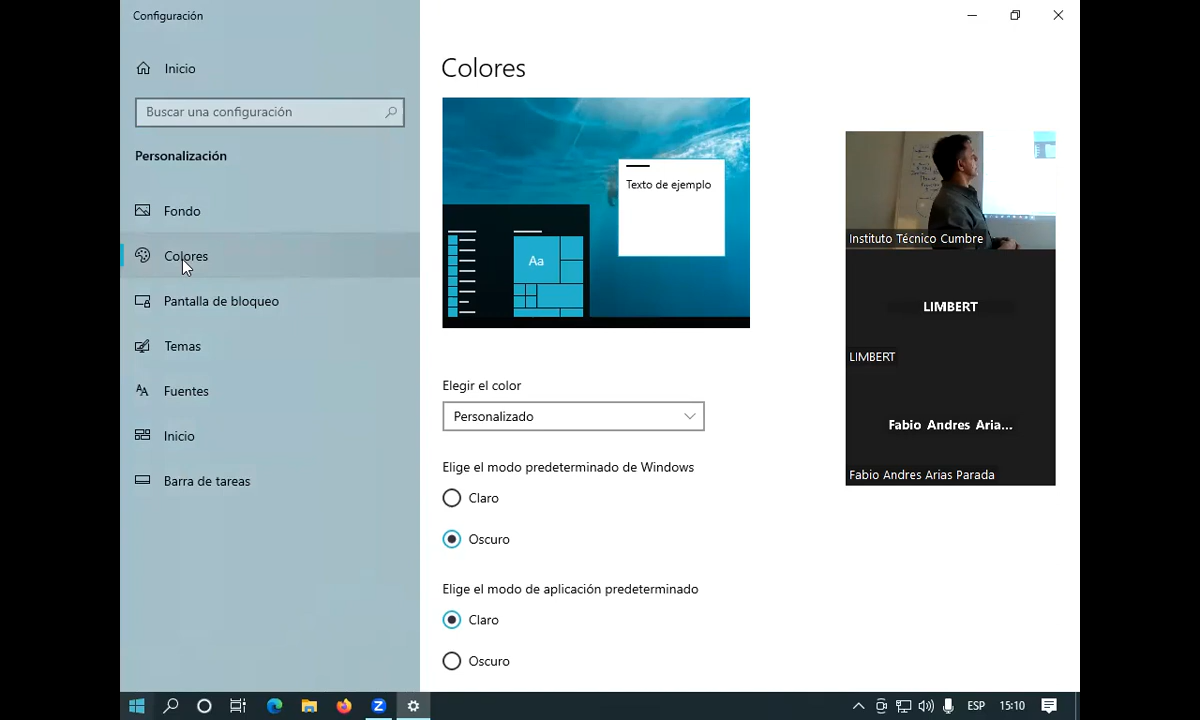 Configuración
Inicio
Buscar una configuración
Personalización
Fondo
Colores
Pantalla de bloqueo
Temas
Fuentes
Inicio
Barra de tareas
Colores
Texto de ejemplo
Aa
Elegir el color
Personalizado
Elige el modo predeterminado de Windows
Claro
Oscuro
Elige el modo de aplicación predeterminado
Claro
Oscuro
Instituto Técnico Cumbre
LIMBERT
LIMBERT
Fabio Andres Aria...
Fabio Andres Arias Parada
ESP
15:10